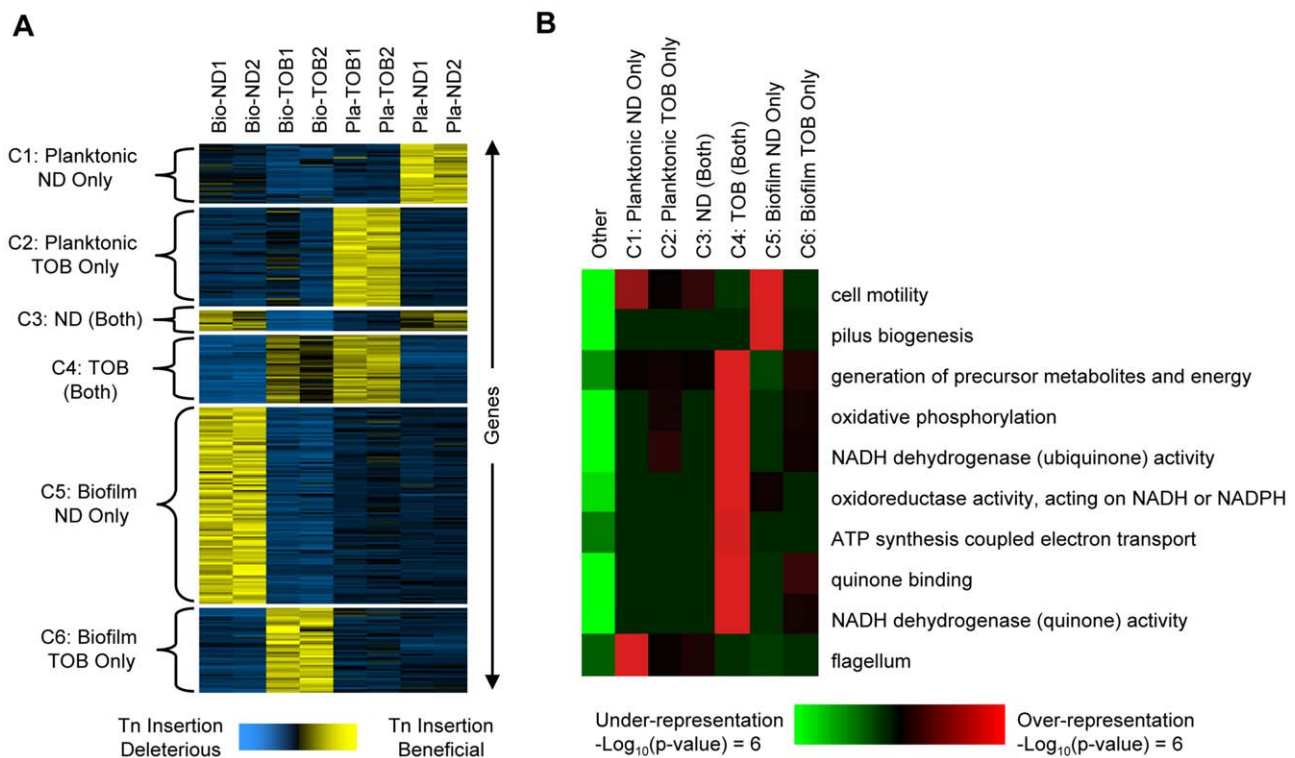 A
Bio-ND1
Bio-ND2
Bio-TOB1
Bio-TOB2
Pla-TOB1
Pla-TOB2
Pla-ND1
Pla-ND2
C1: Planktonic
ND Only
C2: Planktonic
TOB Only
C3: ND (Both)
C4: TOB
(Both)
C5: Biofilm
ND Only
C6: Biofilm
TOB Only
Genes
Tn Insertion
Deleterious
Tn Insertion
Beneficial
B
Other
C1: Planktonic ND Only
C2: Planktonic TOB Only
C3: ND (Both)
C4: TOB (Both)
C5: Biofilm ND Only
C6: Biofilm TOB Only
cell motility
pilus biogenesis
generation of precursor metabolites and energy
oxidative phosphorylation
NADH dehydrogenase (ubiquinone) activity
oxidoreductase activity, acting on NADH or NADPH
ATP synthesis coupled electron transport
quinone binding
NADH dehydrogenase (quinone) activity
flagellum
Under-representation
-Log10(p-value) = 6
Over-representation
-Log10(p-value) = 6